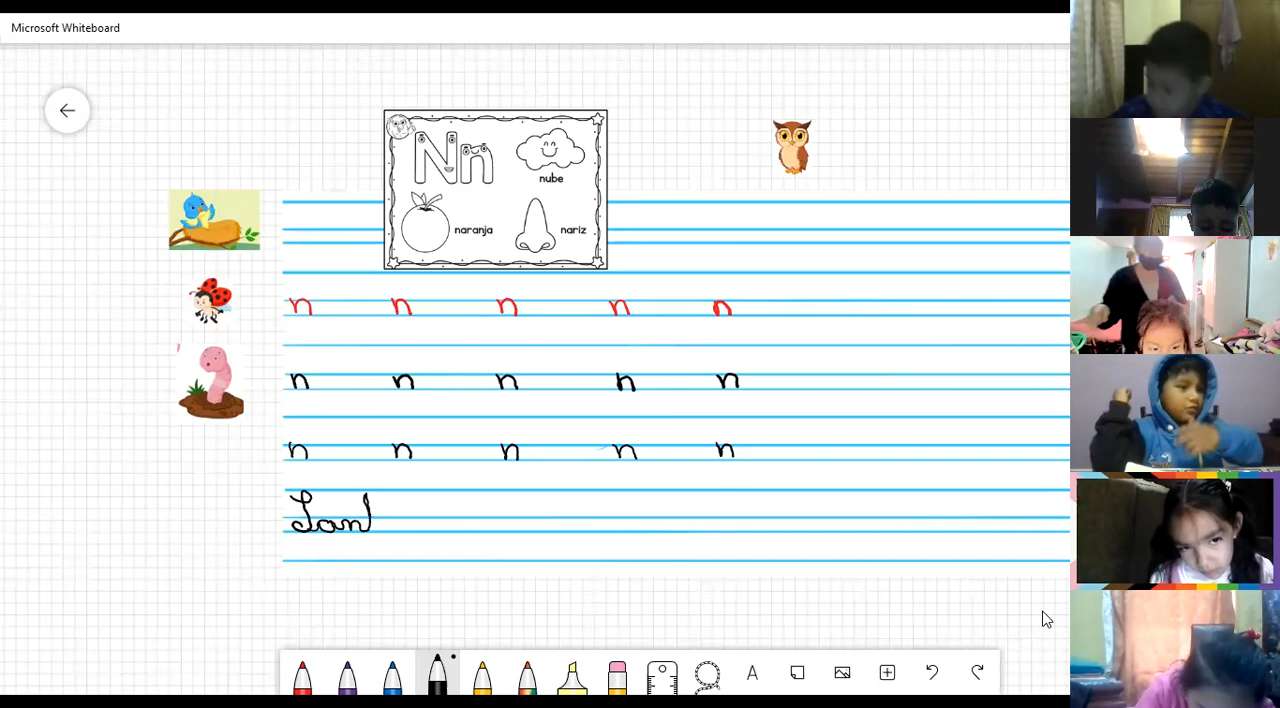 Microsoft Whiteboard
Nn
nube
naranja
nariz
n n n n n
n n n n n
n n n n n
A